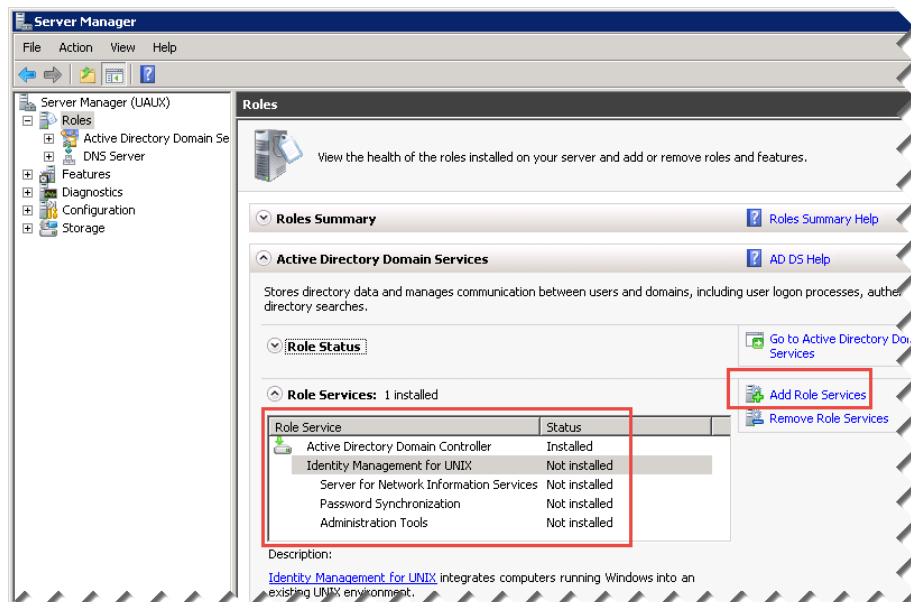 Server Manager
File Action View Help
Server Manager (UAUX)
Roles
Active Directory Domain Se
DNS Server
Features
Diagnostics
Configuration
Storage
Roles
View the health of the roles installed on your server and add or remove roles and features.
Roles Summary
Roles Summary Help
Active Directory Domain Services
AD DS Help
Stores directory data and manages communication between users and domains, including user logon processes, authe
directory searches.
Role Status
Go to Active Directory Do
Services
Role Services: 1 installed
Add Role Services
Remove Role Services
Role Service Status
Active Directory Domain Controller Installed
Identity Management for UNIX Not installed
Server for Network Information Services Not installed
Password Synchronization Not installed
Administration Tools Not installed
Description:
Identity Management for UNIX integrates computers running Windows into an
existing UNIX environment.